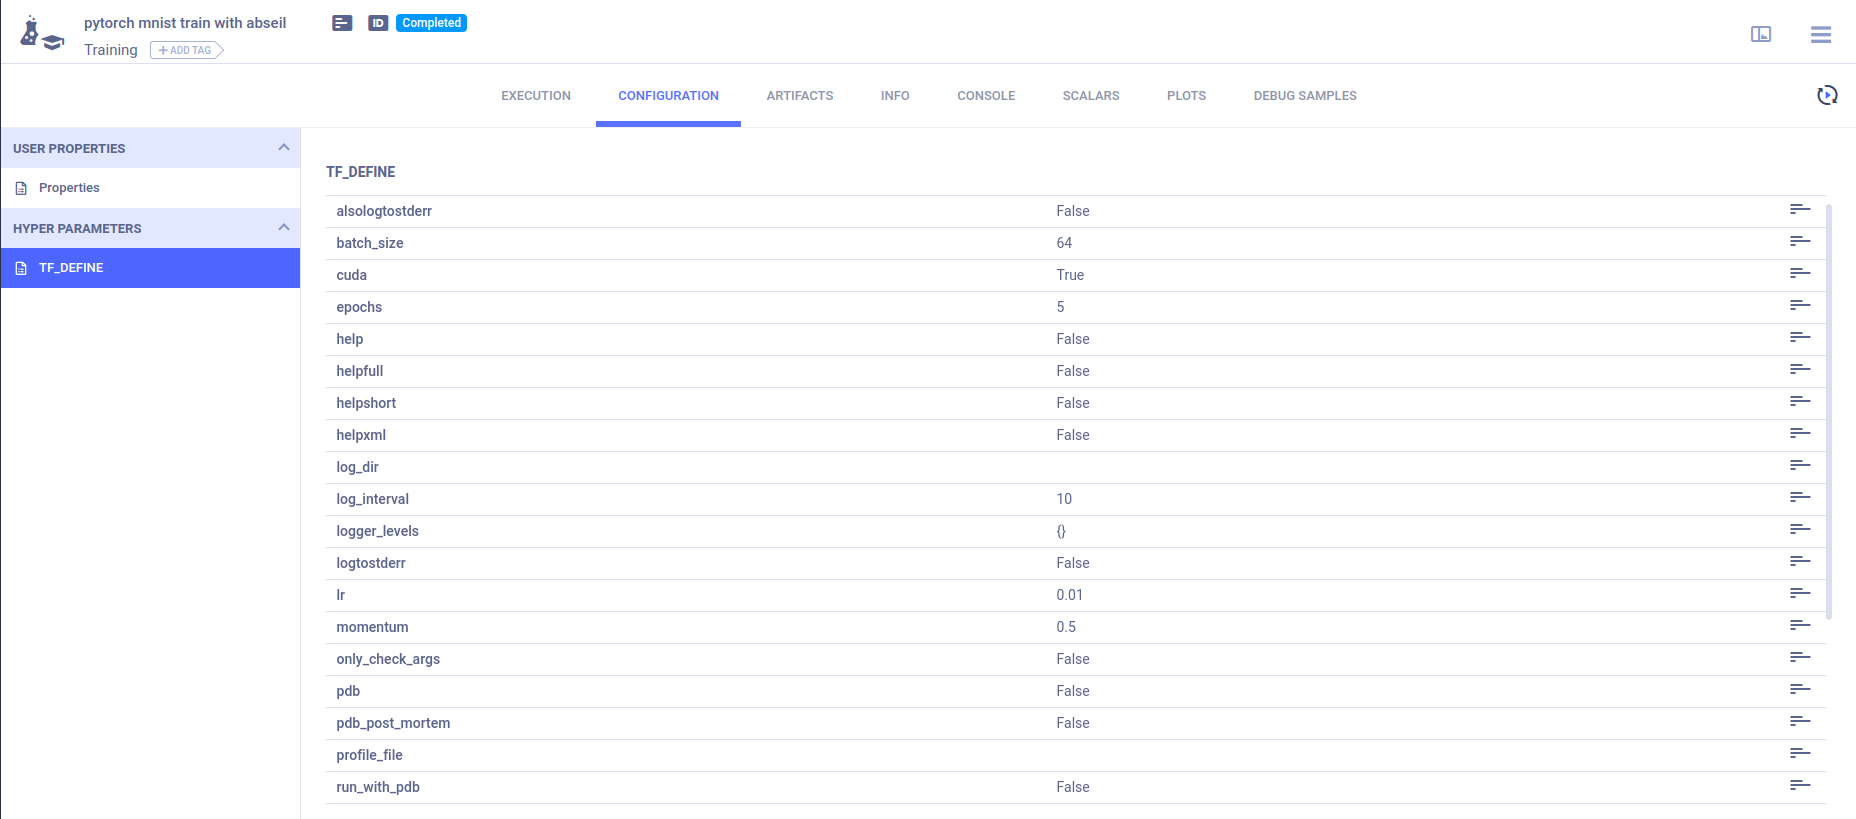 pytorch mnist train with abseil
ID
Completed
Training
+ ADD TAG
EXECUTION
CONFIGURATION
ARTIFACTS
INFO
CONSOLE
SCALARS
PLOTS
DEBUG SAMPLES
USER PROPERTIES
Properties
HYPER PARAMETERS
TF_DEFINE
TF_DEFINE
alsologtostderr False
batch_size 64
cuda True
epochs 5
help False
helpfull False
helpshort False
helpxml False
log_dir
log_interval 10
logger_levels {}
logtostderr False
lr 0.01
momentum 0.5
only_check_args False
pdb False
pdb_post_mortem False
profile_file
run_with_pdb False